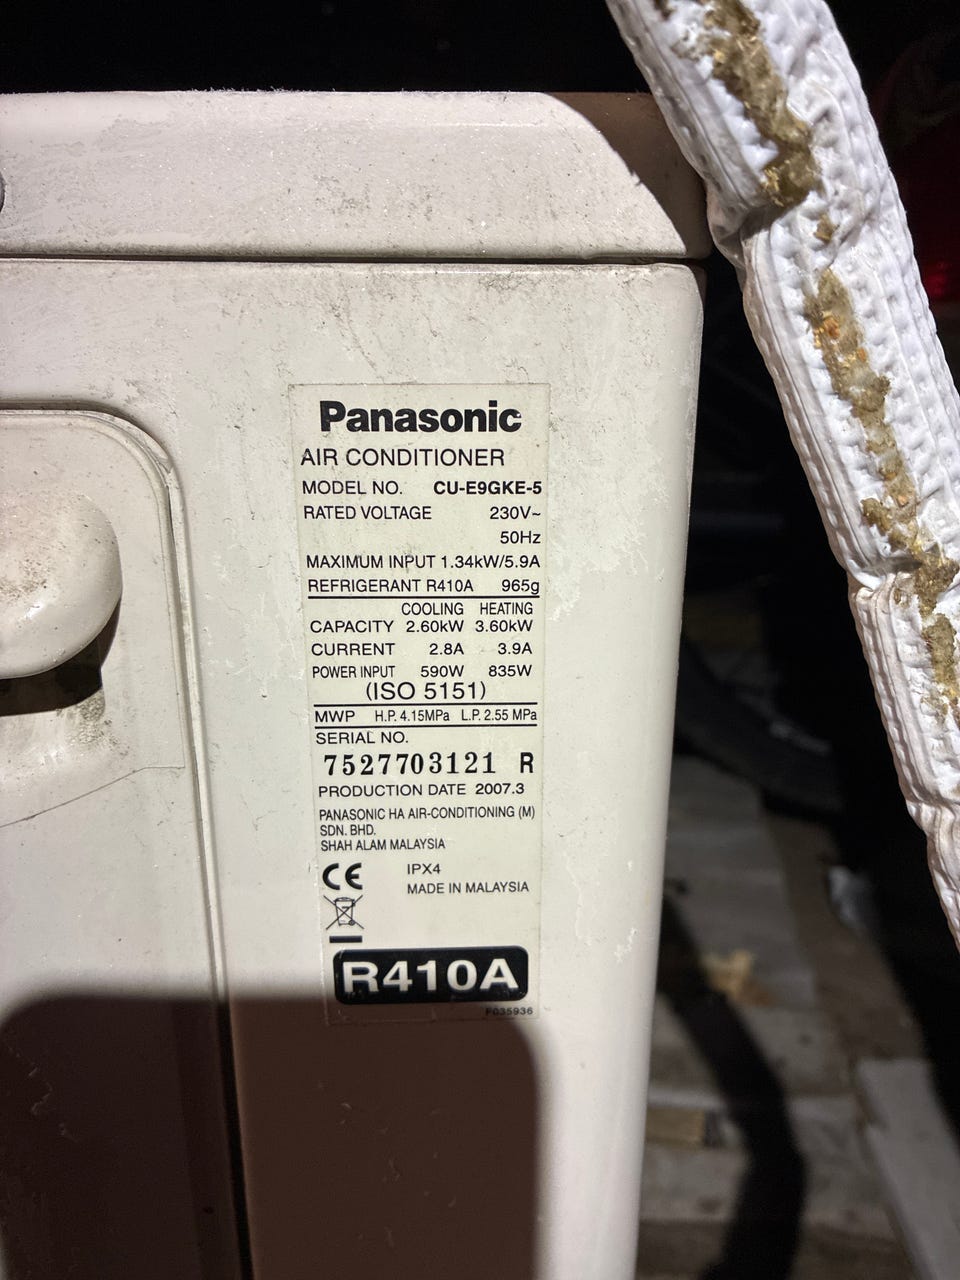 Panasonic
AIR CONDITIONER
MODEL NO. CU-E9GKE-5
RATED VOLTAGE 230V~
50Hz
MAXIMUM INPUT 1.34kW/5.9A
REFRIGERANT R410A 965g
COOLING HEATING
CAPACITY 2.60kW 3.60kW
CURRENT 2.8A 3.9A
POWER INPUT 590W 835W
(ISO 5151)
MWP H.P. 4.15MPa L.P. 2.55 MPa
SERIAL NO.
7527703121 R
PRODUCTION DATE 2007.3
PANASONIC HA AIR-CONDITIONING (M)
SDN. BHD.
SHAH ALAM MALAYSIA
CE IPX4
MADE IN MALAYSIA
R410A
F035936